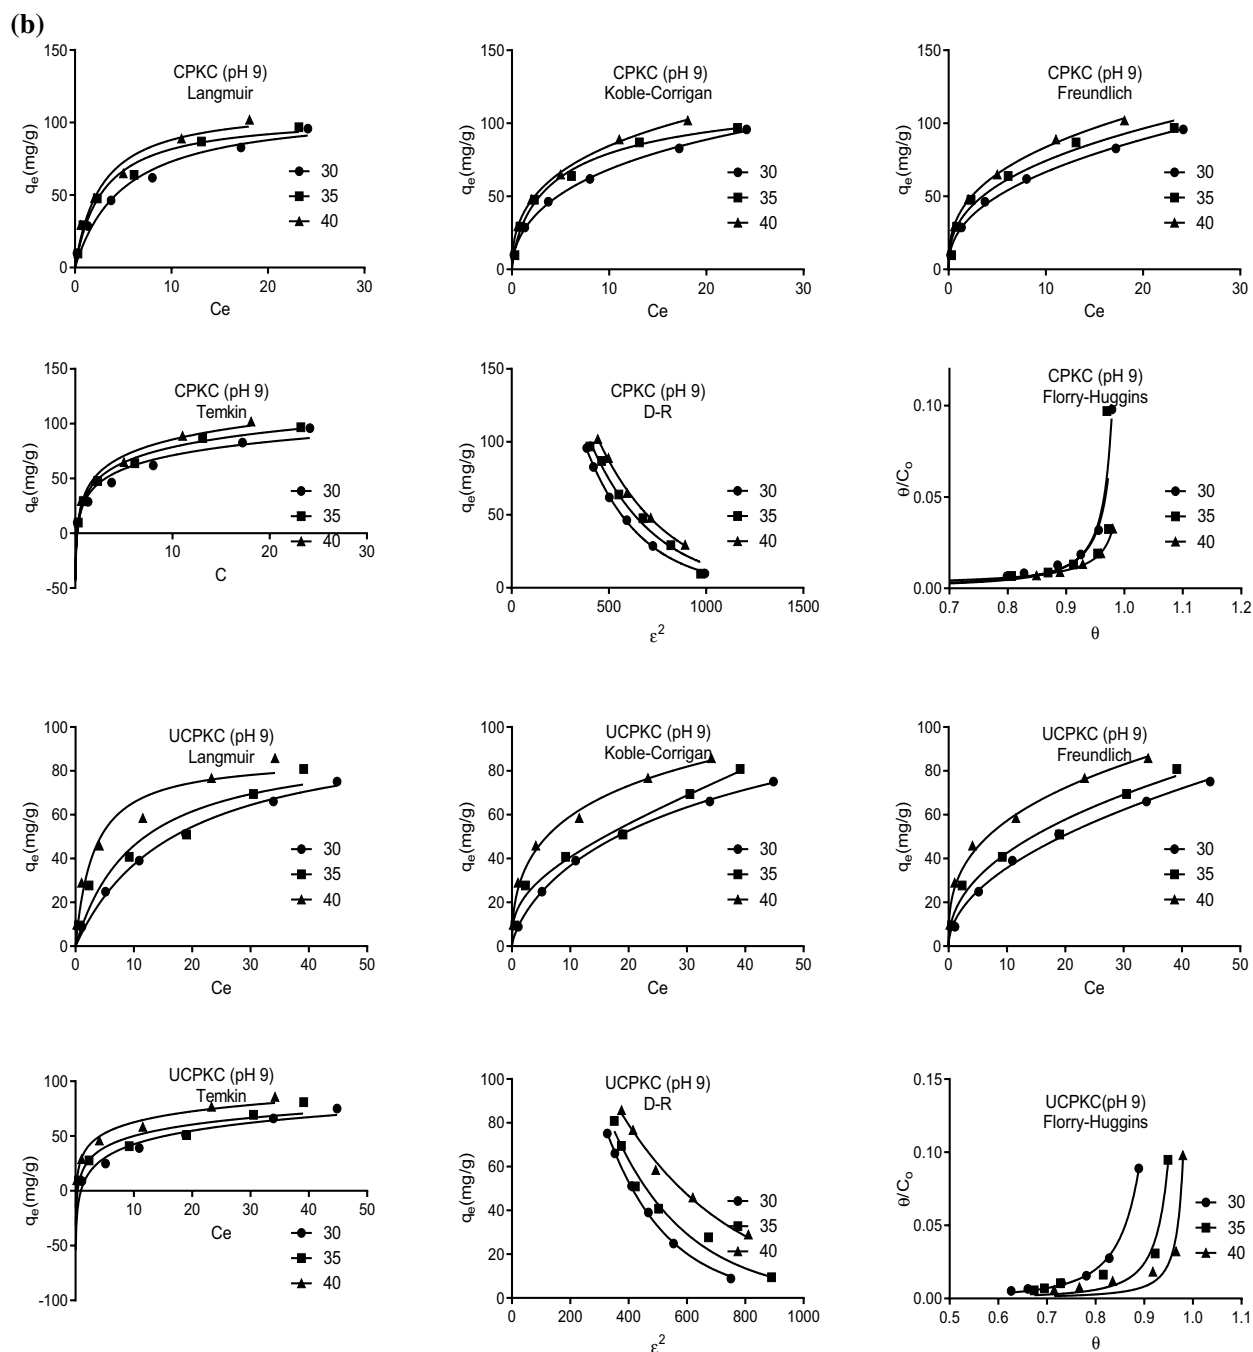 (b)
CPKC (pH 9)
Langmuir
qe(mg/g)
150
100
50
0
0 10 20 30
Ce
30
35
40
CPKC (pH 9)
Koble-Corrigan
qe(mg/g)
150
100
50
0
0 10 20 30
Ce
30
35
40
CPKC (pH 9)
Freundlich
qe(mg/g)
150
100
50
0
0 10 20 30
Ce
30
35
40
CPKC (pH 9)
Temkin
qe(mg/g)
150
100
50
0
-50
10 20 30
C
30
35
40
CPKC (pH 9)
D-R
qe(mg/g)
150
100
50
0
0 500 1000 1500
ε²
30
35
40
CPKC (pH 9)
Florry-Huggins
θ/Co
0.10
0.05
0.00
0.7 0.8 0.9 1.0 1.1 1.2
θ
30
35
40
UCPKC (pH 9)
Langmuir
qe(mg/g)
100
80
60
40
20
0
0 10 20 30 40 50
Ce
30
35
40
UCPKC (pH 9)
Koble-Corrigan
qe(mg/g)
100
80
60
40
20
0
0 10 20 30 40 50
Ce
30
35
40
UCPKC (pH 9)
Freundlich
qe(mg/g)
100
80
60
40
20
0
0 10 20 30 40 50
Ce
30
35
40
UCPKC (pH 9)
Temkin
qe(mg/g)
100
50
0
-100
10 20 30 40 50
Ce
30
35
40
UCPKC (pH 9)
D-R
qe(mg/g)
100
80
60
40
20
0
0 200 400 600 800 1000
ε²
30
35
40
UCPKC(pH 9)
Florry-Huggins
θ/Co
0.15
0.10
0.05
0.00
0.5 0.6 0.7 0.8 0.9 1.0 1.1
θ
30
35
40